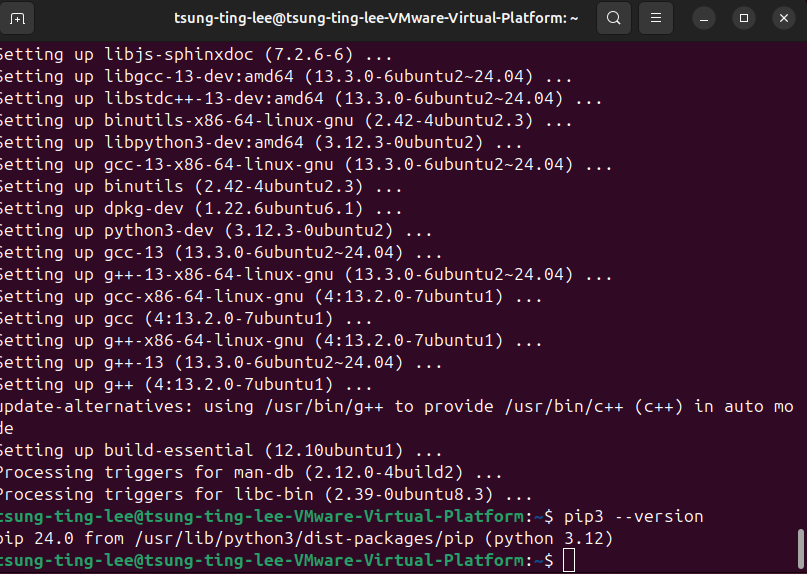 tsung-ting-lee@tsung-ting-lee-VMware-Virtual-Platform: ~
Setting up libjs-sphinxdoc (7.2.6-6) ...
Setting up libgcc-13-dev:amd64 (13.3.0-6ubuntu2~24.04) ...
Setting up libstdc++-13-dev:amd64 (13.3.0-6ubuntu2~24.04) ...
Setting up binutils-x86-64-linux-gnu (2.42-4ubuntu2.3) ...
Setting up libpython3-dev:amd64 (3.12.3-0ubuntu2) ...
Setting up gcc-13-x86-64-linux-gnu (13.3.0-6ubuntu2~24.04) ...
Setting up binutils (2.42-4ubuntu2.3) ...
Setting up dpkg-dev (1.22.6ubuntu6.1) ...
Setting up python3-dev (3.12.3-0ubuntu2) ...
Setting up gcc-13 (13.3.0-6ubuntu2~24.04) ...
Setting up g++-13-x86-64-linux-gnu (13.3.0-6ubuntu2~24.04) ...
Setting up gcc-x86-64-linux-gnu (4:13.2.0-7ubuntu1) ...
Setting up gcc (4:13.2.0-7ubuntu1) ...
Setting up g++-x86-64-linux-gnu (4:13.2.0-7ubuntu1) ...
Setting up g++-13 (13.3.0-6ubuntu2~24.04) ...
Setting up g++ (4:13.2.0-7ubuntu1) ...
update-alternatives: using /usr/bin/g++ to provide /usr/bin/c++ (c++) in auto mo
de
Setting up build-essential (12.10ubuntu1) ...
Processing triggers for man-db (2.12.0-4build2) ...
Processing triggers for libc-bin (2.39-0ubuntu8.3) ...
tsung-ting-lee@tsung-ting-lee-VMware-Virtual-Platform:~$ pip3 --version
pip 24.0 from /usr/lib/python3/dist-packages/pip (python 3.12)
tsung-ting-lee@tsung-ting-lee-VMware-Virtual-Platform:~$